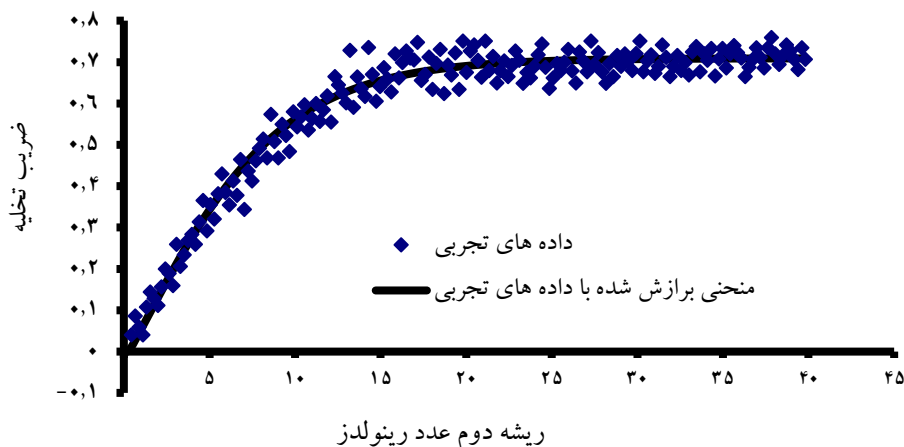 ۰,۸
۰,۷
۰,۶
۰,۵
۰,۴
۰,۳
۰,۲
۰,۱
۰
-۰,۱
ضریب تخلیه
داده های تجربی
منحنی برازش شده با داده های تجربی
۵ ۱۰ ۱۵ ۲۰ ۲۵ ۳۰ ۳۵ ۴۰ ۴۵
ریشه دوم عدد رینولدز